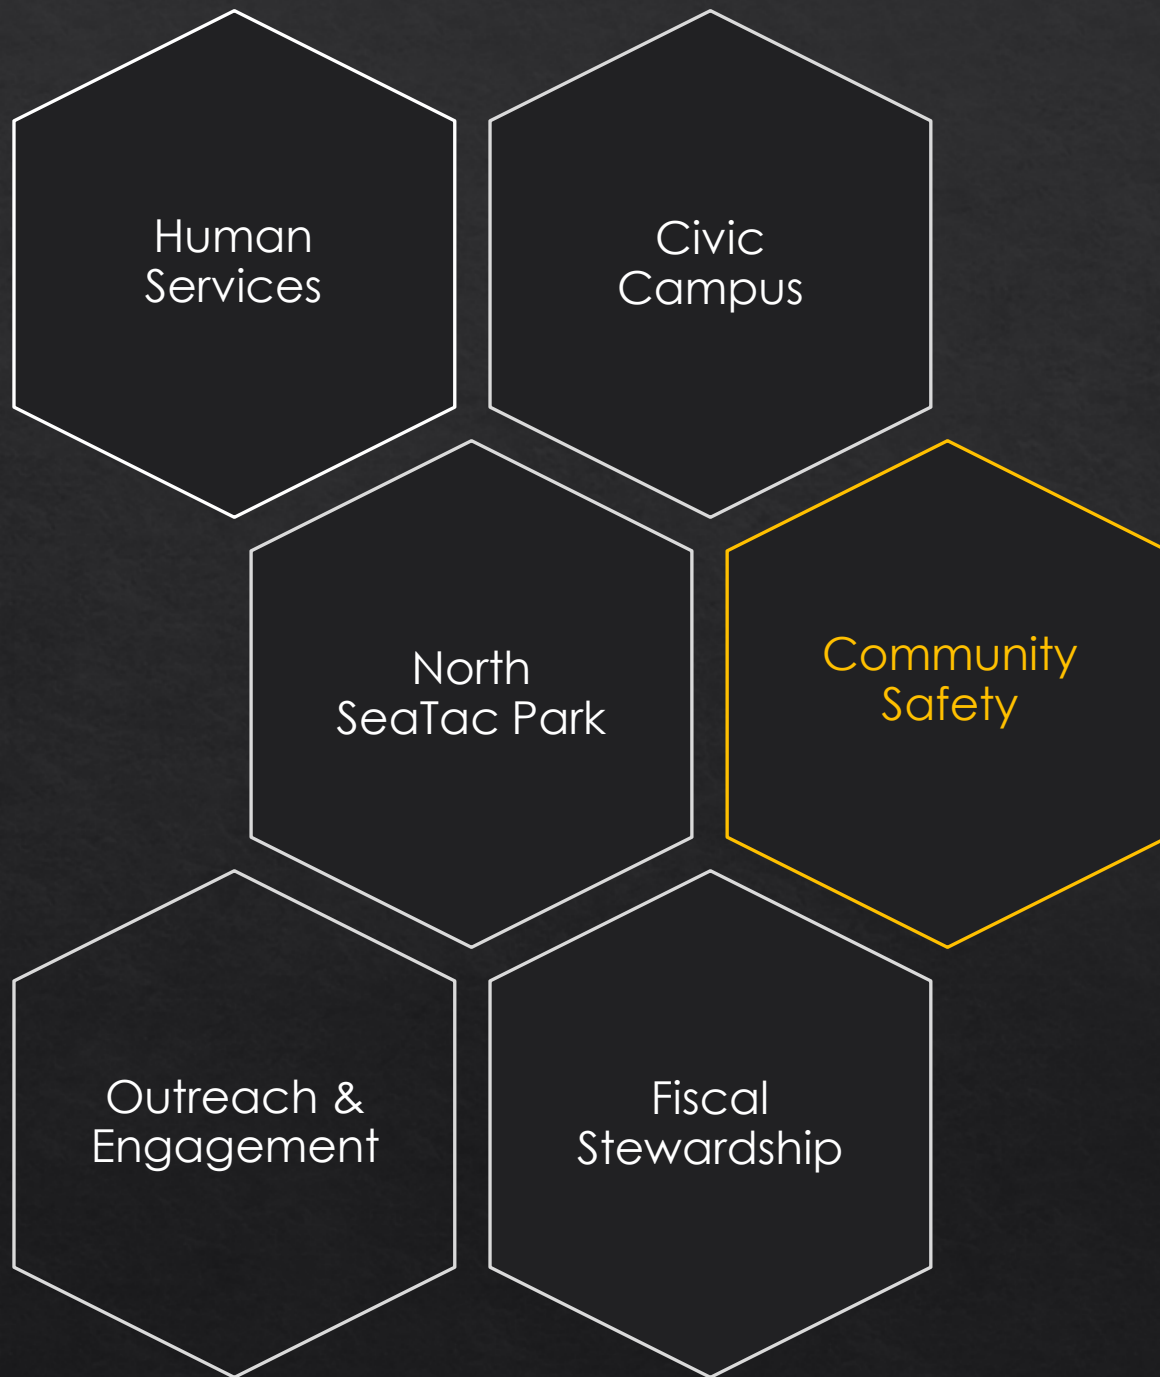 Human
Services
Civic
Campus
North
SeaTac Park
Community
Safety
Outreach &
Engagement
Fiscal
Stewardship